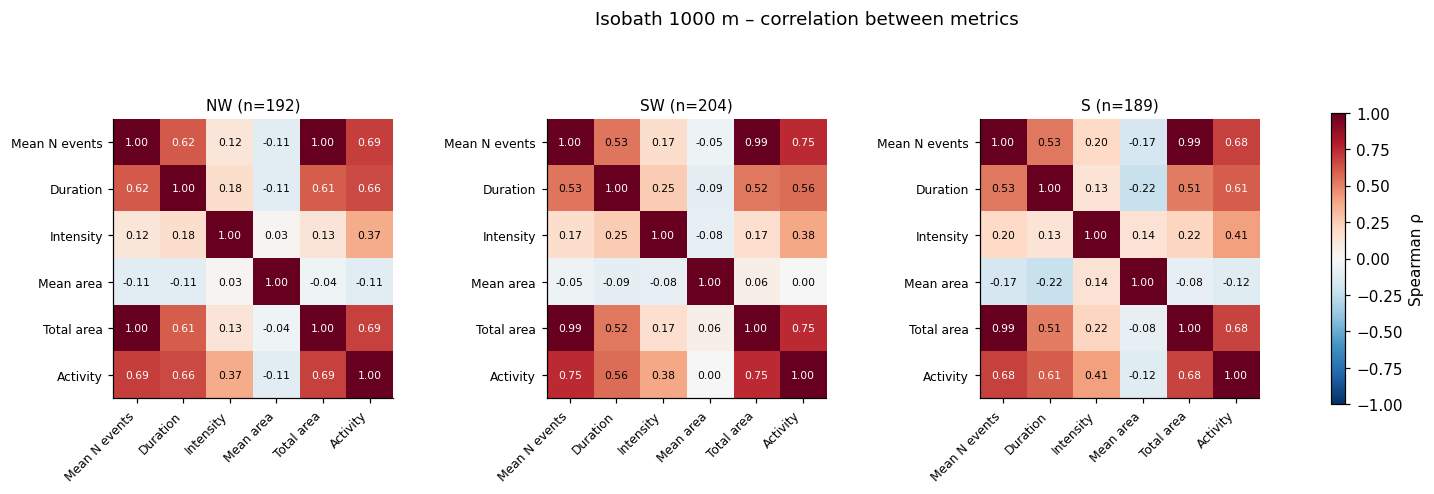 Isobath 1000 m – correlation between metrics
NW (n=192)
Mean N events 1.00 0.62 0.12 -0.11 1.00 0.69
Duration 0.62 1.00 0.18 -0.11 0.61 0.66
Intensity 0.12 0.18 1.00 0.03 0.13 0.37
Mean area -0.11 -0.11 0.03 1.00 -0.04 -0.11
Total area 1.00 0.61 0.13 -0.04 1.00 0.69
Activity 0.69 0.66 0.37 -0.11 0.69 1.00
Mean N events Duration Intensity Mean area Total area Activity
SW (n=204)
Mean N events 1.00 0.53 0.17 -0.05 0.99 0.75
Duration 0.53 1.00 0.25 -0.09 0.52 0.56
Intensity 0.17 0.25 1.00 -0.08 0.17 0.38
Mean area -0.05 -0.09 -0.08 1.00 0.06 0.00
Total area 0.99 0.52 0.17 0.06 1.00 0.75
Activity 0.75 0.56 0.38 0.00 0.75 1.00
Mean N events Duration Intensity Mean area Total area Activity
S (n=189)
Mean N events 1.00 0.53 0.20 -0.17 0.99 0.68
Duration 0.53 1.00 0.13 -0.22 0.51 0.61
Intensity 0.20 0.13 1.00 0.14 0.22 0.41
Mean area -0.17 -0.22 0.14 1.00 -0.08 -0.12
Total area 0.99 0.51 0.22 -0.08 1.00 0.68
Activity 0.68 0.61 0.41 -0.12 0.68 1.00
Mean N events Duration Intensity Mean area Total area Activity
1.00
0.75
0.50
0.25
0.00
−0.25
−0.50
−0.75
−1.00
Spearman ρ